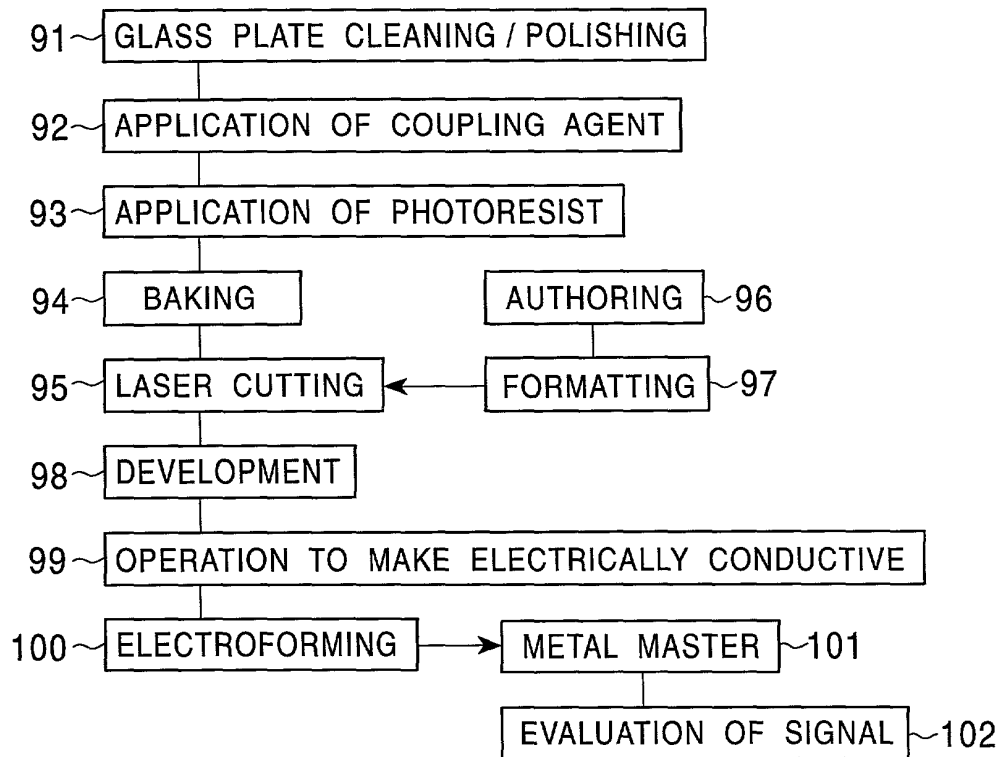 91 GLASS PLATE CLEANING / POLISHING
92 APPLICATION OF COUPLING AGENT
93 APPLICATION OF PHOTORESIST
94 BAKING
AUTHORING 96
95 LASER CUTTING
FORMATTING 97
98 DEVELOPMENT
99 OPERATION TO MAKE ELECTRICALLY CONDUCTIVE
100 ELECTROFORMING
METAL MASTER 101
EVALUATION OF SIGNAL 102